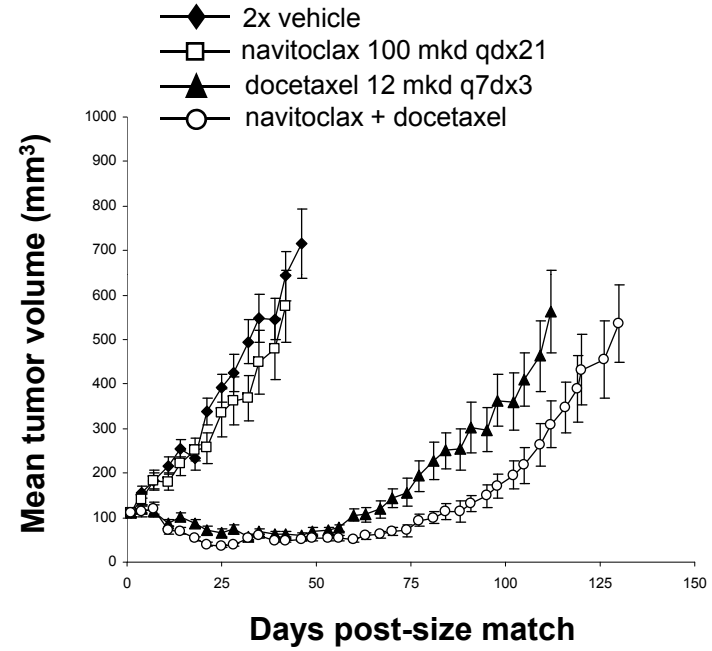 2x vehicle
navitoclax 100 mkd qdx21
docetaxel 12 mkd q7dx3
navitoclax + docetaxel
Mean tumor volume (mm³)
1000
900
800
700
600
500
400
300
200
100
0
0 25 50 75 100 125 150
Days post-size match